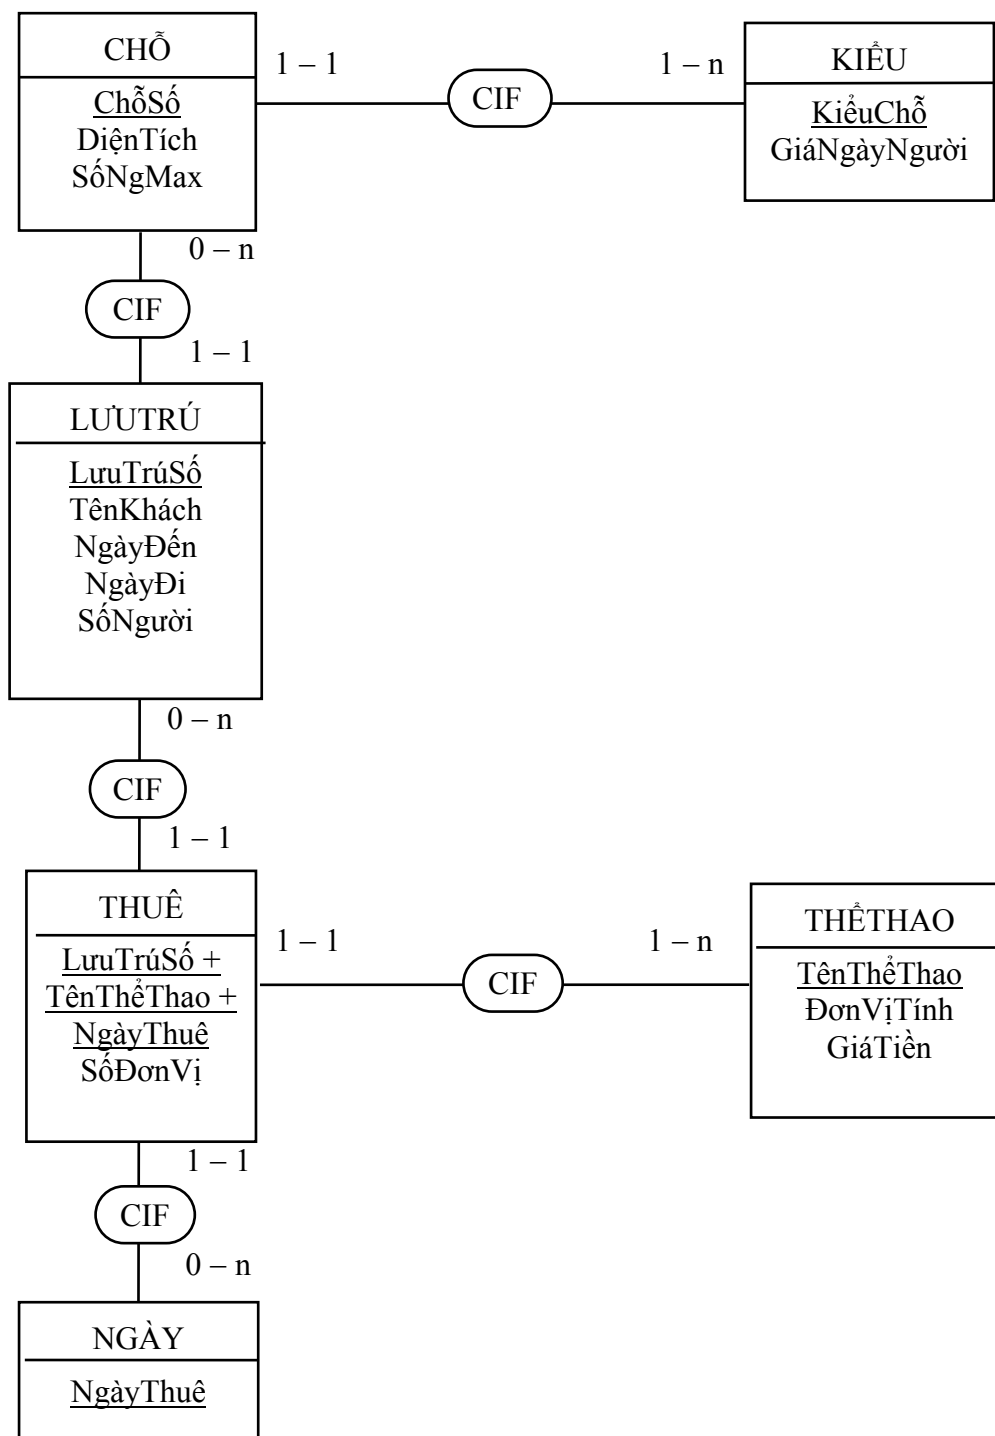 CHỖ
ChỗSố
DiệnTích
SốNgMax
1 – 1
CIF
1 – n
KIỂU
KiểuChỗ
GiáNgàyNgười
0 – n
CIF
1 – 1
LƯUTRÚ
LưuTrúSố
TênKhách
NgàyĐến
NgàyĐi
SốNgười
0 – n
CIF
1 – 1
THUÊ
LưuTrúSố +
TênThểThao +
NgàyThuê
SốĐơnVị
1 – 1
CIF
1 – n
THỂTHAO
TênThểThao
ĐơnVịTính
GiáTiền
1 – 1
CIF
0 – n
NGÀY
NgàyThuê